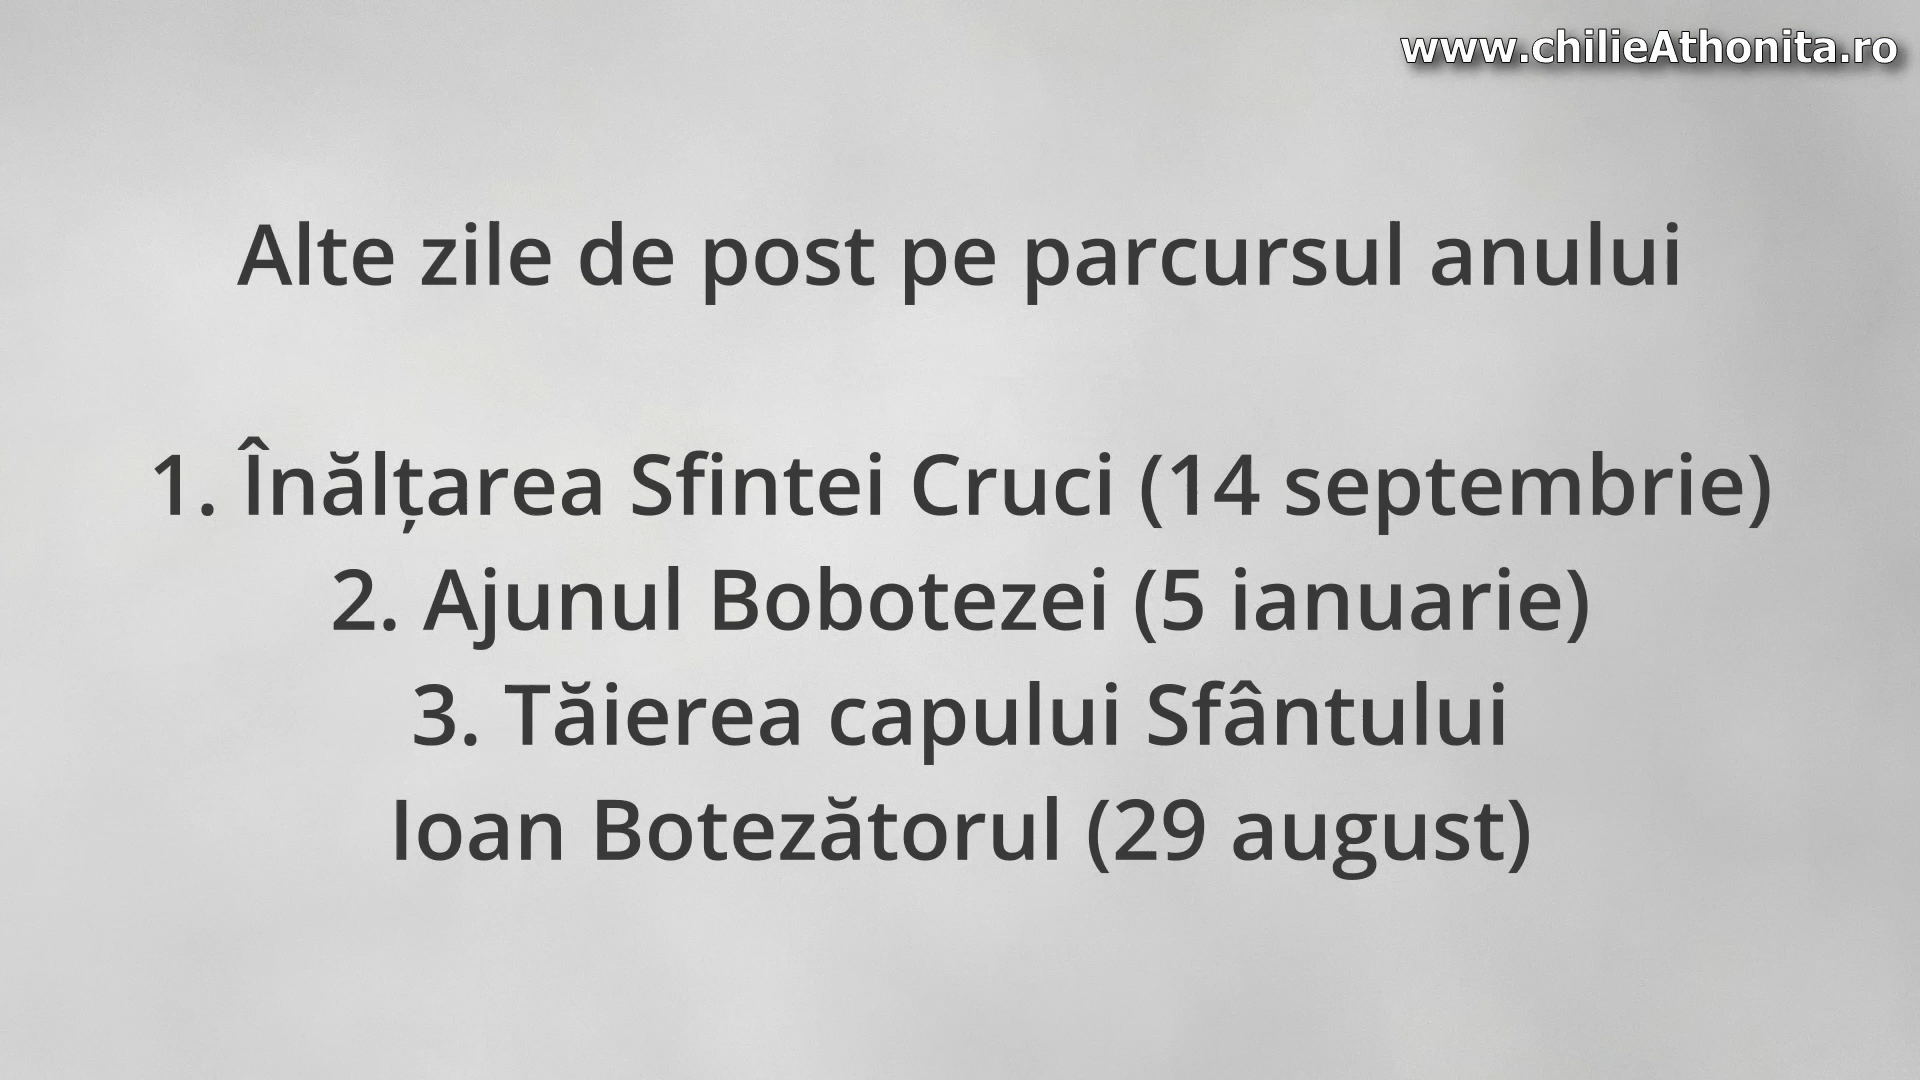 www.chilieAthonita.ro
Alte zile de post pe parcursul anului
1. Înălțarea Sfintei Cruci (14 septembrie)
2. Ajunul Bobotezei (5 ianuarie)
3. Tăierea capului Sfântului
Ioan Botezătorul (29 august)